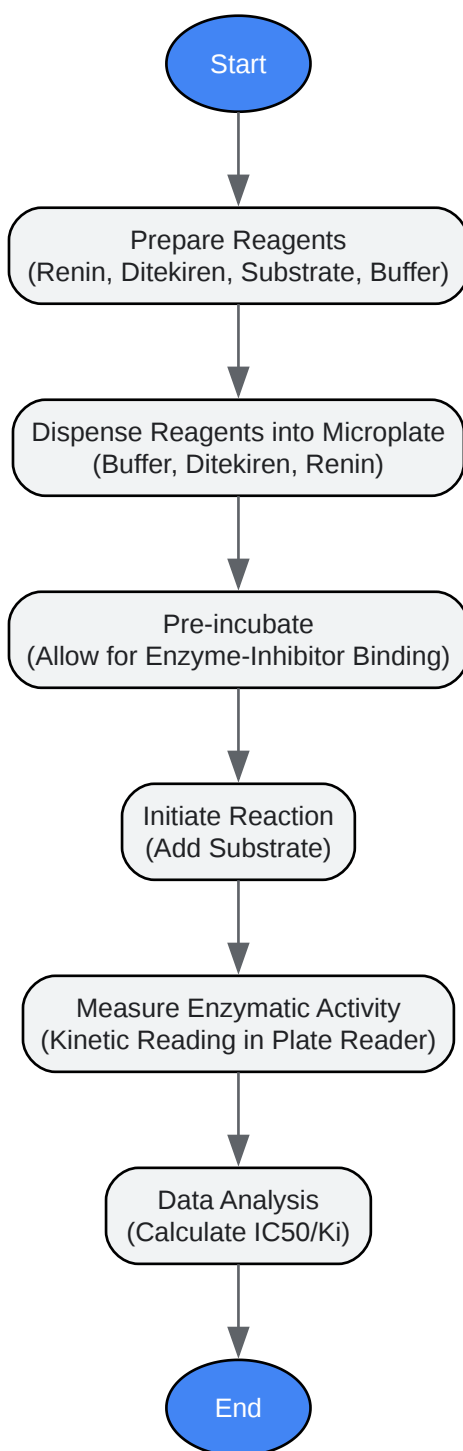 Start
Prepare Reagents
(Renin, Ditekiren, Substrate, Buffer)
Dispense Reagents into Microplate
(Buffer, Ditekiren, Renin)
Pre-incubate
(Allow for Enzyme-Inhibitor Binding)
Initiate Reaction
(Add Substrate)
Measure Enzymatic Activity
(Kinetic Reading in Plate Reader)
Data Analysis
(Calculate IC50/Ki)
End